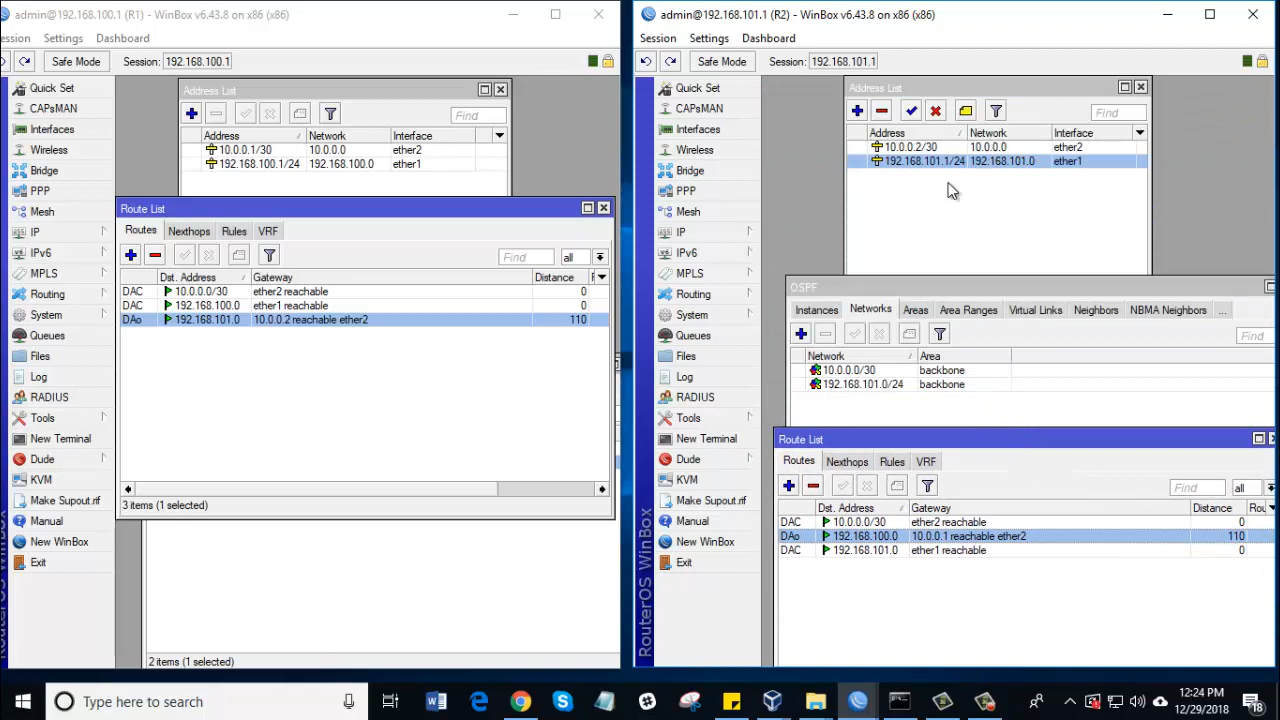 admin@192.168.100.1 (R1) - WinBox v6.43.8 on x86 (x86)
ession Settings Dashboard
Safe Mode Session: 192.168.100.1
Quick Set
CAPsMAN
Interfaces
Wireless
Bridge
PPP
Mesh
IP
IPv6
MPLS
Routing
System
Queues
Files
Log
RADIUS
Tools
New Terminal
Dude
KVM
Make Supout.rif
Manual
New WinBox
Exit
RouterOS WinBox
Address List
Find
Address Network Interface
10.0.0.1/30 10.0.0.0 ether2
192.168.100.1/24 192.168.100.0 ether1
Route List
Routes Nexthops Rules VRF
Find all
Dst. Address Gateway Distance
DAC 10.0.0.0/30 ether2 reachable 0
DAC 192.168.100.0 ether1 reachable 0
DAo 192.168.101.0 10.0.0.2 reachable ether2 110
3 items (1 selected)
2 items (1 selected)
admin@192.168.101.1 (R2) - WinBox v6.43.8 on x86 (x86)
Session Settings Dashboard
Safe Mode Session: 192.168.101.1
Quick Set
CAPsMAN
Interfaces
Wireless
Bridge
PPP
Mesh
IP
IPv6
MPLS
Routing
System
Queues
Files
Log
RADIUS
Tools
New Terminal
Dude
KVM
Make Supout.rif
Manual
New WinBox
Exit
RouterOS WinBox
Address List
Find
Address Network Interface
10.0.0.2/30 10.0.0.0 ether2
192.168.101.1/24 192.168.101.0 ether1
OSPF
Instances Networks Areas Area Ranges Virtual Links Neighbors NBMA Neighbors ...
Find
Network Area
10.0.0.0/30 backbone
192.168.101.0/24 backbone
Route List
Routes Nexthops Rules VRF
Find all
Dst. Address Gateway Distance Rou
DAC 10.0.0.0/30 ether2 reachable 0
DAo 192.168.100.0 10.0.0.1 reachable ether2 110
DAC 192.168.101.0 ether1 reachable 0
Type here to search
12:24 PM
12/29/2018
18